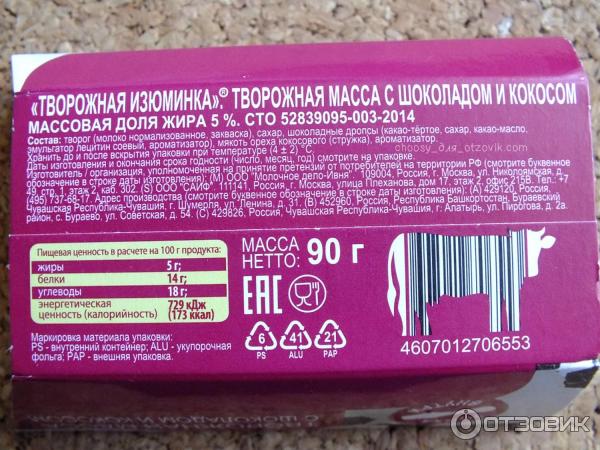 «ТВОРОЖНАЯ ИЗЮМИНКА».® ТВОРОЖНАЯ МАССА С ШОКОЛАДОМ И КОКОСОМ
МАССОВАЯ ДОЛЯ ЖИРА 5 %. СТО 52839095-003-2014
Состав: творог (молоко нормализованное, закваска), сахар, шоколадные дропсы (какао-тёртое, сахар, какао-масло,
эмульгатор лецитин соевый, ароматизатор), мякоть ореха кокосового (стружка), ароматизатор.
choosy_для_otzovik.com
Хранить до и после вскрытия упаковки при температуре (4 ± 2) °С.
Даты изготовления и окончания срока годности (число, месяц, год) смотрите на упаковке.
Изготовитель / организация, уполномоченная на принятие претензий от потребителей на территории РФ (смотрите буквенное
обозначение в строке даты изготовления): (М) ООО "Молочное дело-Ивня", 109004, Россия, г. Москва, ул. Николоямская, д.
49, стр. 1, этаж 2, каб. 302. (S) ООО "САИФ", 111141, Россия, г. Москва, улица Плеханова, дом 17, этаж 2, офис 215В. Тел. +7
(495) 737-68-17. Адрес производства (смотрите буквенное обозначение в строке даты изготовления): (А) 429120, Россия,
Чувашская Республика-Чувашия, г. Шумерля, ул. Ленина, д. 31. (В) 452960, Россия, Республика Башкортостан, Бураевский
район, с. Бураево, ул. Советская, д. 54. (С) 429826, Россия, Чувашская Республика-Чувашия, г. Алатырь, ул. Пирогова, д. 2а.
Пищевая ценность в расчете на 100 г продукта:
жиры 5 г;
белки 14 г;
углеводы 18 г;
энергетическая 729 кДж
ценность (калорийность) (173 ккал)
МАССА
НЕТТО: 90 г
EAC
6 41 21
PS ALU PAP
4607012706553
Маркировка материала упаковки:
PS - внутренний контейнер; ALU - укупорочная
фольга; PAP - внешняя упаковка.
ОТЗОВИК